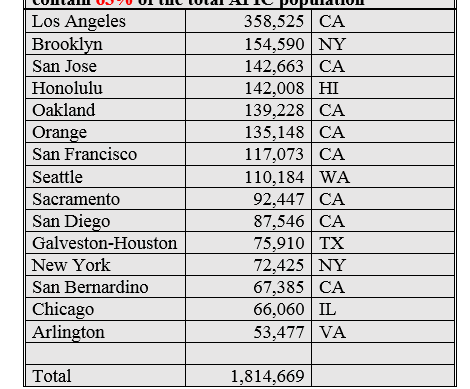 contain 65% of the total APIC population
Los Angeles 358,525 CA
Brooklyn 154,590 NY
San Jose 142,663 CA
Honolulu 142,008 HI
Oakland 139,228 CA
Orange 135,148 CA
San Francisco 117,073 CA
Seattle 110,184 WA
Sacramento 92,447 CA
San Diego 87,546 CA
Galveston-Houston 75,910 TX
New York 72,425 NY
San Bernardino 67,385 CA
Chicago 66,060 IL
Arlington 53,477 VA
Total 1,814,669